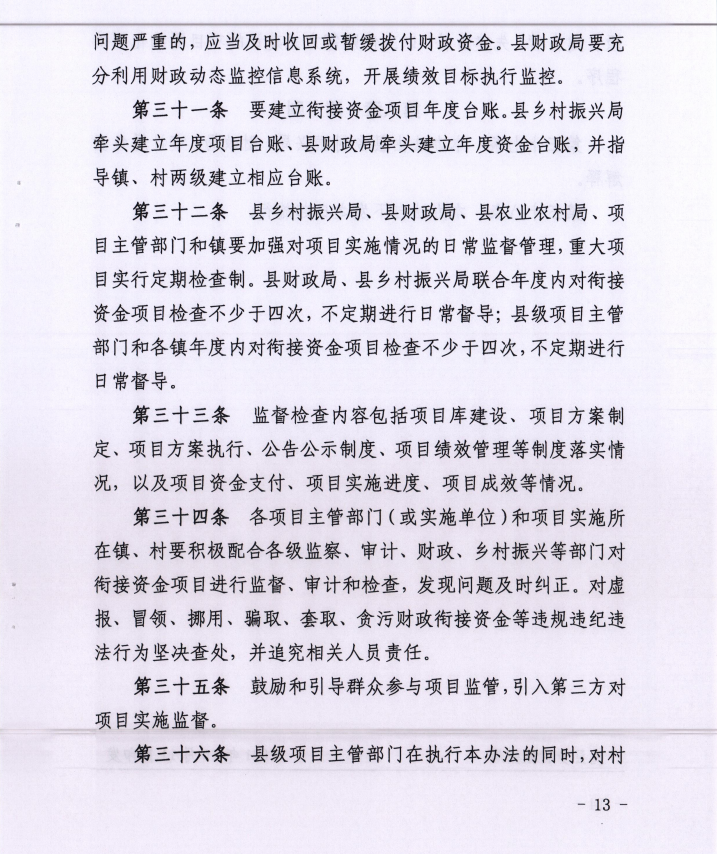 问题严重的，应当及时收回或暂缓拨付财政资金。县财政局要充
分利用财政动态监控信息系统，开展绩效目标执行监控。
第三十一条 要建立衔接资金项目年度台账。县乡村振兴局
牵头建立年度项目台账、县财政局牵头建立年度资金台账，并指
导镇、村两级建立相应台账。
第三十二条 县乡村振兴局、县财政局、县农业农村局、项
目主管部门和镇要加强对项目实施情况的日常监督管理，重大项
目实行定期检查制。县财政局、县乡村振兴局联合年度内对衔接
资金项目检查不少于四次，不定期进行日常督导；县级项目主管
部门和各镇年度内对衔接资金项目检查不少于四次，不定期进行
日常督导。
第三十三条 监督检查内容包括项目库建设、项目方案制
定、项目方案执行、公告公示制度、项目绩效管理等制度落实情
况，以及项目资金支付、项目实施进度、项目成效等情况。
第三十四条 各项目主管部门（或实施单位）和项目实施所
在镇、村要积极配合各级监察、审计、财政、乡村振兴等部门对
衔接资金项目进行监督、审计和检查，发现问题及时纠正。对虚
报、冒领、挪用、骗取、套取、贪污财政衔接资金等违规违纪违
法行为坚决查处，并追究相关人员责任。
第三十五条 鼓励和引导群众参与项目监管，引入第三方对
项目实施监督。
第三十六条 县级项目主管部门在执行本办法的同时，对村
- 13 -